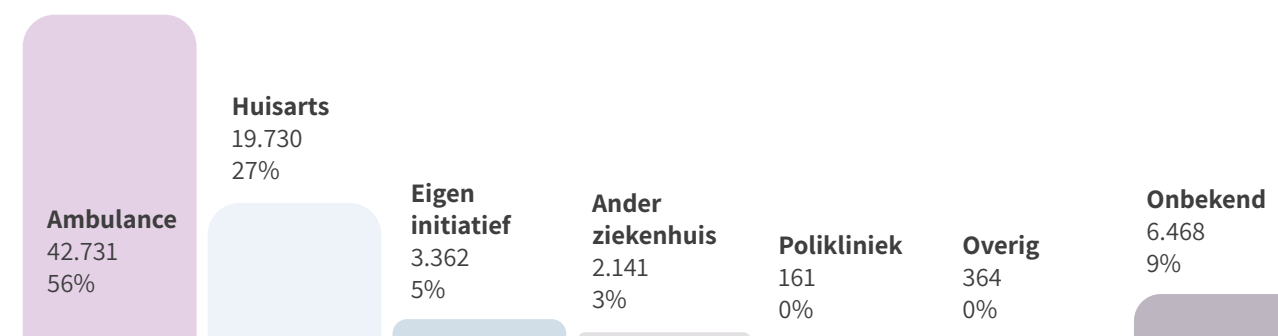 Ambulance
42.731
56%
Huisarts
19.730
27%
Eigen
initiatief
3.362
5%
Ander
ziekenhuis
2.141
3%
Polikliniek
161
0%
Overig
364
0%
Onbekend
6.468
9%